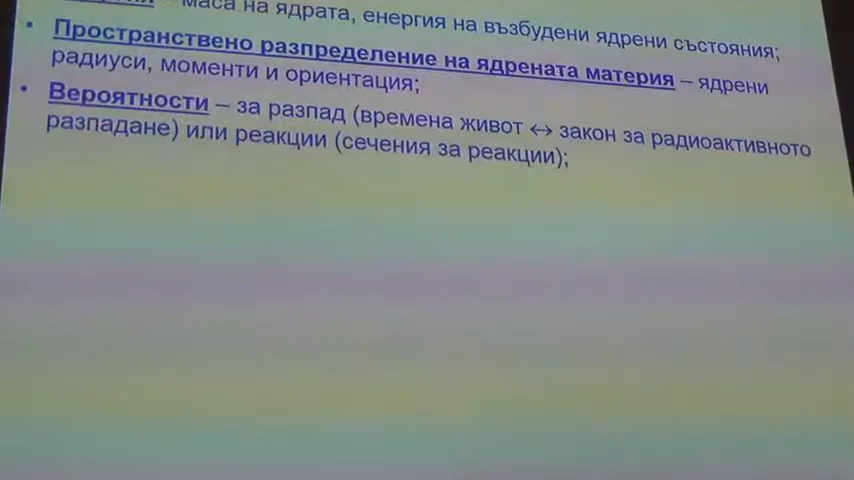 – маса на ядрата, енергия на възбудени ядрени състояния;
• Пространствено разпределение на ядрената материя – ядрени
радиуси, моменти и ориентация;
• Вероятности – за разпад (времена живот ↔ закон за радиоактивното
разпадане) или реакции (сечения за реакции);